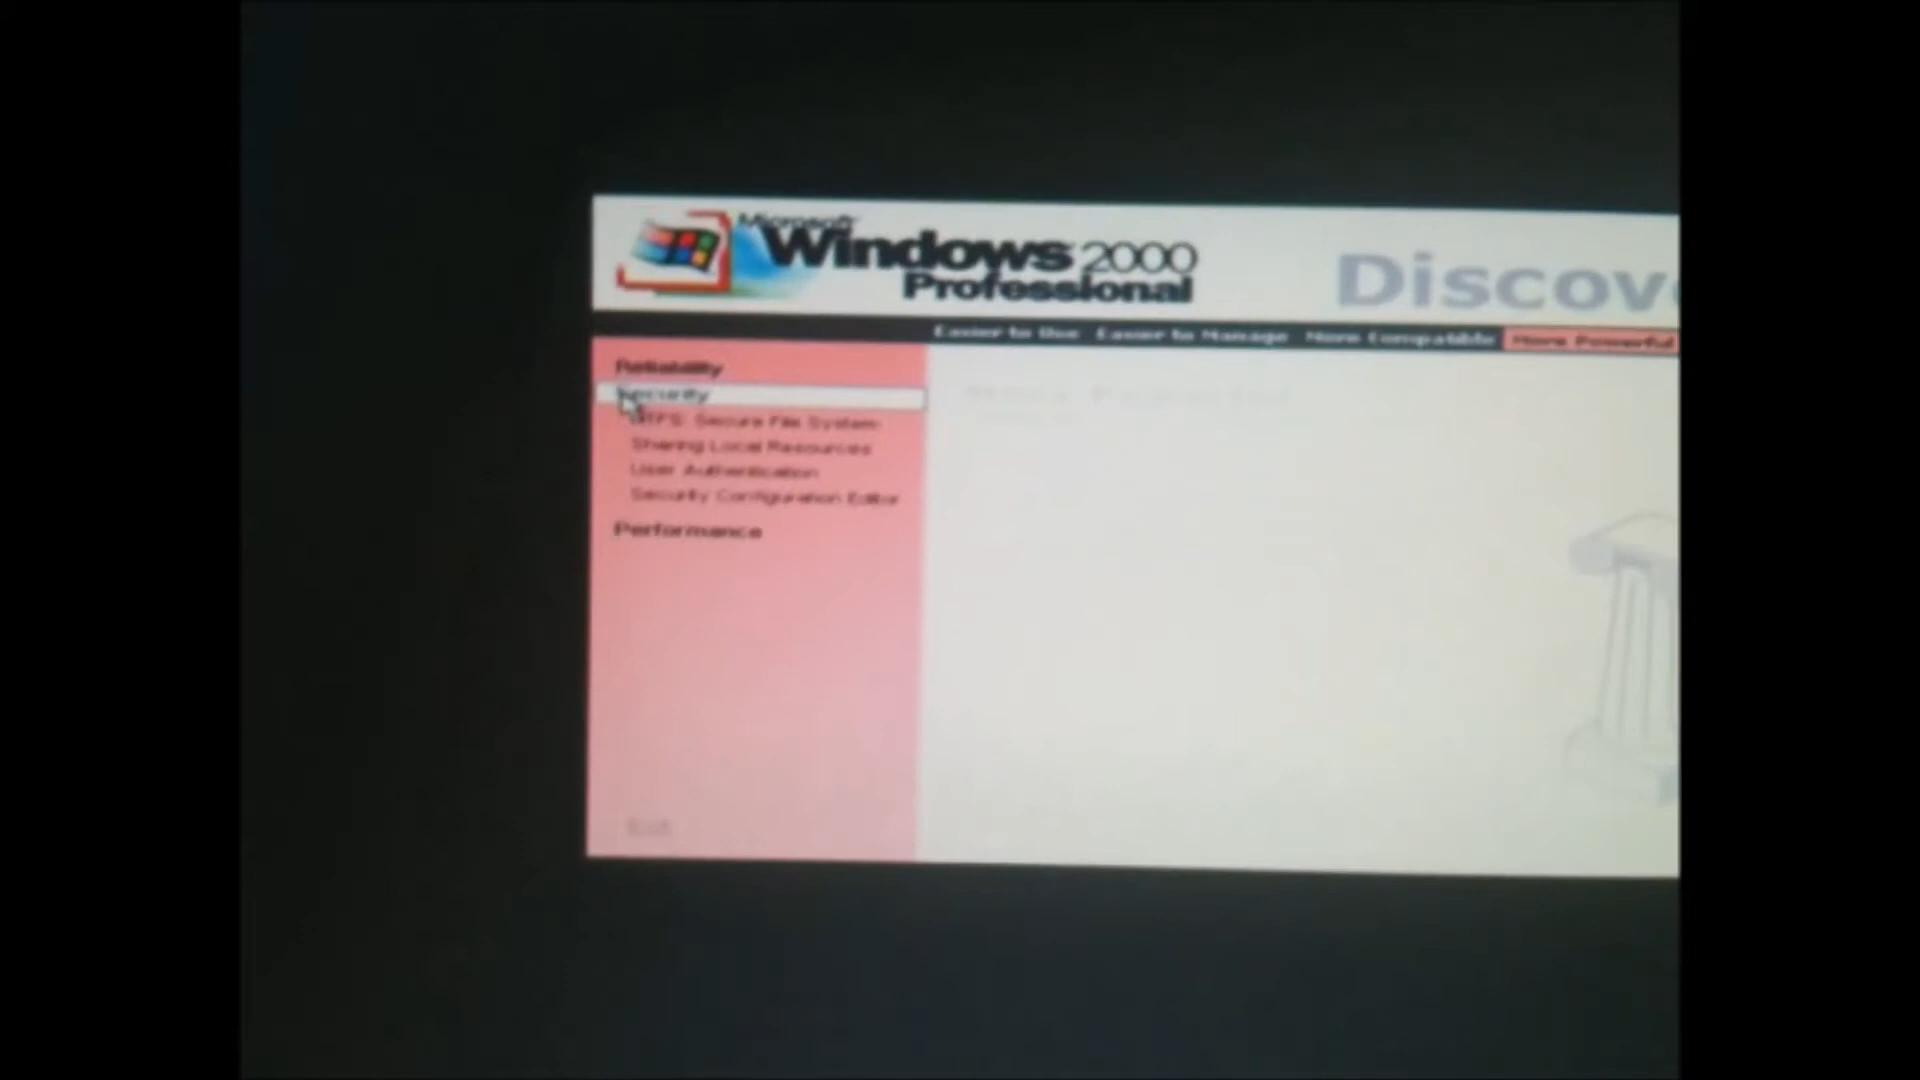 Microsoft
Windows 2000
Professional
Discov
Easier to Use Easier to Manage More Compatible More Powerful
Reliability
Security
NTFS: Secure File System
Sharing Local Resources
User Authentication
Security Configuration Editor
Performance